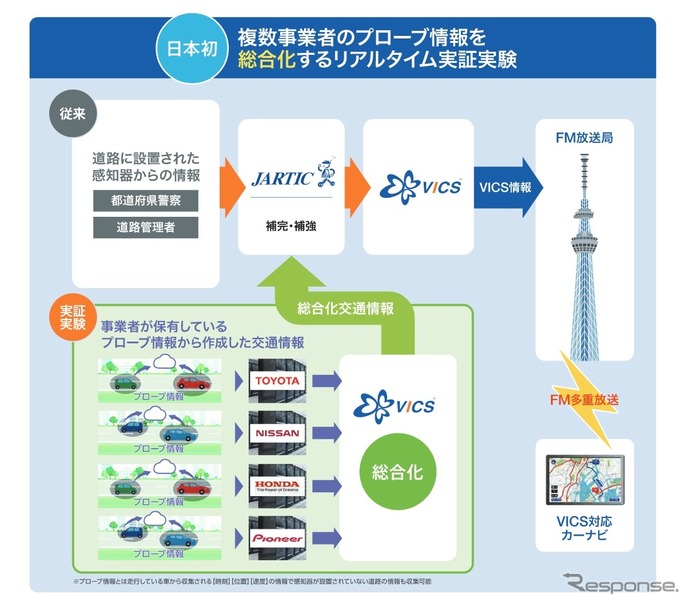 日本初
複数事業者のプローブ情報を
総合化するリアルタイム実証実験
従来
道路に設置された
感知器からの情報
都道府県警察
道路管理者
JARTIC
補完・補強
VICS
VICS情報
FM放送局
総合化交通情報
実証
実験
事業者が保有している
プローブ情報から作成した交通情報
プローブ情報
TOYOTA
プローブ情報
NISSAN
プローブ情報
HONDA
The Power of Dreams
プローブ情報
Pioneer
VICS
総合化
FM多重放送
VICS対応
カーナビ
※プローブ情報とは走行している車から収集される【時刻】【位置】【速度】の情報で感知器が設置されていない道路の情報も収集可能
Response.